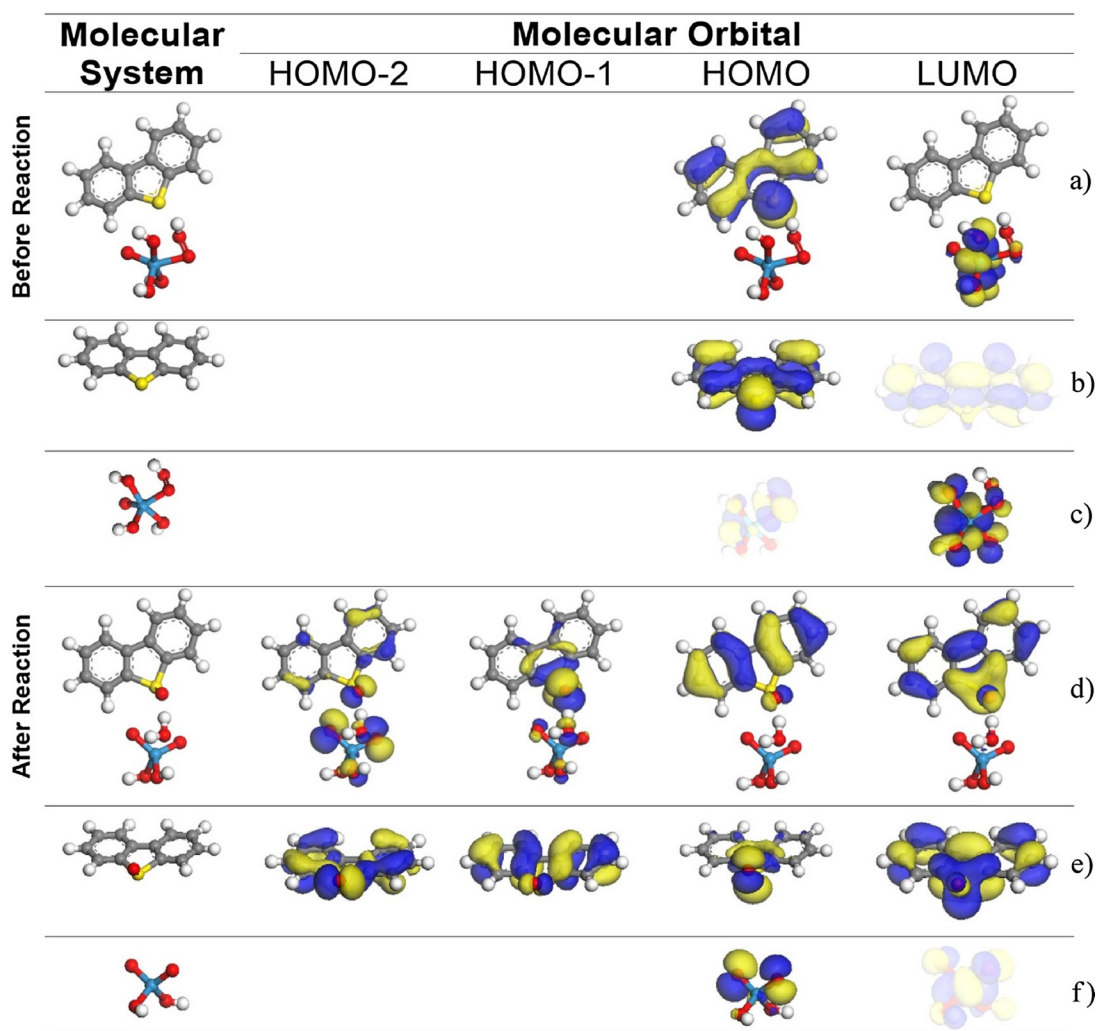 Molecular System
Molecular Orbital
HOMO-2 HOMO-1 HOMO LUMO
Before Reaction
a)
b)
c)
After Reaction
d)
e)
f)